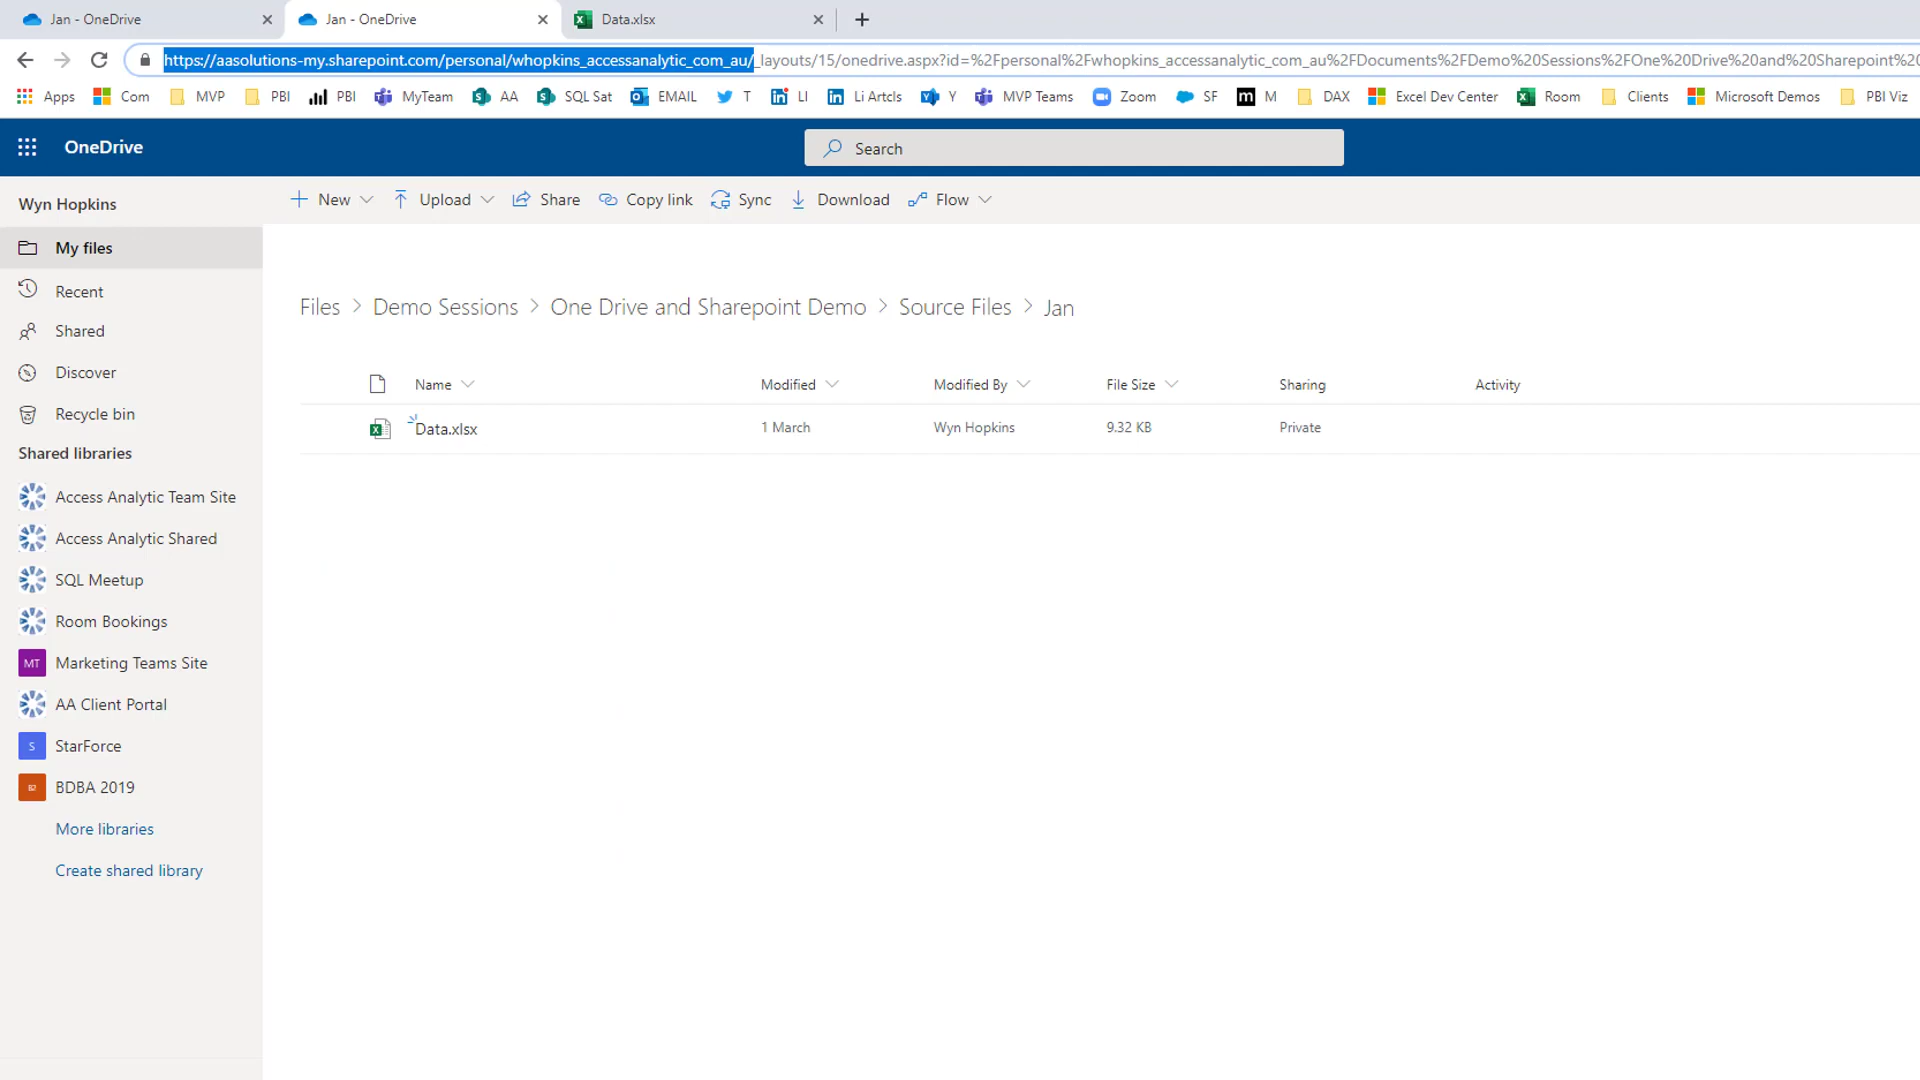 Jan - OneDrive
Jan - OneDrive
Data.xlsx
https://aasolutions-my.sharepoint.com/personal/whopkins_accessanalytic_com_au/_layouts/15/onedrive.aspx?id=%2Fpersonal%2Fwhopkins_accessanalytic_com_au%2FDocuments%2FDemo%20Sessions%2FOne%20Drive%20and%20Sharepoint%20
Apps Com MVP PBI PBI MyTeam AA SQL Sat EMAIL T LI Li Artcls Y MVP Teams Zoom SF M DAX Excel Dev Center Room Clients Microsoft Demos PBI Viz
OneDrive
Search
Wyn Hopkins
New Upload Share Copy link Sync Download Flow
My files
Recent
Shared
Discover
Recycle bin
Shared libraries
Access Analytic Team Site
Access Analytic Shared
SQL Meetup
Room Bookings
MT Marketing Teams Site
AA Client Portal
S StarForce
B2 BDBA 2019
More libraries
Create shared library
Files > Demo Sessions > One Drive and Sharepoint Demo > Source Files > Jan
Name Modified Modified By File Size Sharing Activity
Data.xlsx 1 March Wyn Hopkins 9.32 KB Private